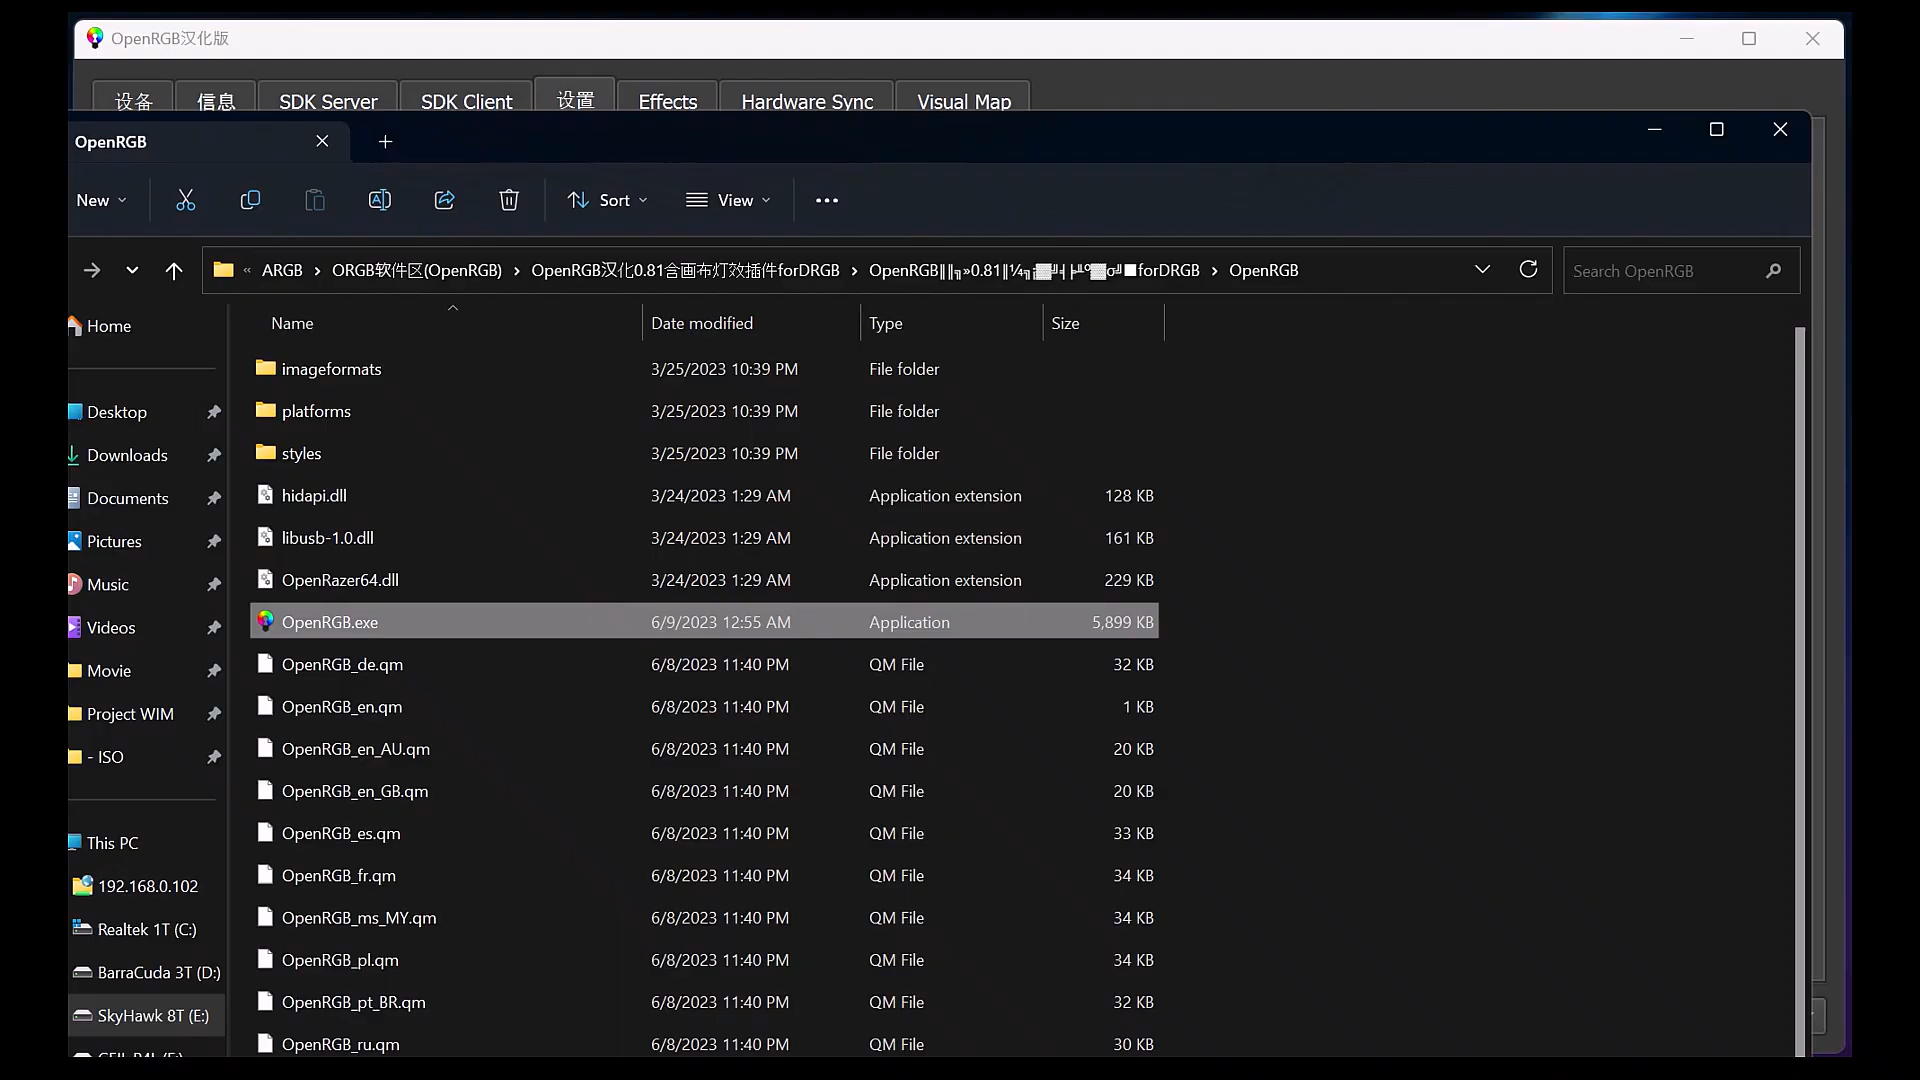 OpenRGB汉化版
设备 信息 SDK Server SDK Client 设置 Effects Hardware Sync Visual Map
OpenRGB
New Sort View
« ARGB › ORGB软件区(OpenRGB) › OpenRGB汉化0.81含画布灯效插件forDRGB › forDRGB › OpenRGB
Search OpenRGB
Name Date modified Type Size
Home
Desktop
Downloads
Documents
Pictures
Music
Videos
Movie
Project WIM
- ISO
This PC
192.168.0.102
Realtek 1T (C:)
BarraCuda 3T (D:)
SkyHawk 8T (E:)
imageformats 3/25/2023 10:39 PM File folder
platforms 3/25/2023 10:39 PM File folder
styles 3/25/2023 10:39 PM File folder
hidapi.dll 3/24/2023 1:29 AM Application extension 128 KB
libusb-1.0.dll 3/24/2023 1:29 AM Application extension 161 KB
OpenRazer64.dll 3/24/2023 1:29 AM Application extension 229 KB
OpenRGB.exe 6/9/2023 12:55 AM Application 5,899 KB
OpenRGB_de.qm 6/8/2023 11:40 PM QM File 32 KB
OpenRGB_en.qm 6/8/2023 11:40 PM QM File 1 KB
OpenRGB_en_AU.qm 6/8/2023 11:40 PM QM File 20 KB
OpenRGB_en_GB.qm 6/8/2023 11:40 PM QM File 20 KB
OpenRGB_es.qm 6/8/2023 11:40 PM QM File 33 KB
OpenRGB_fr.qm 6/8/2023 11:40 PM QM File 34 KB
OpenRGB_ms_MY.qm 6/8/2023 11:40 PM QM File 34 KB
OpenRGB_pl.qm 6/8/2023 11:40 PM QM File 34 KB
OpenRGB_pt_BR.qm 6/8/2023 11:40 PM QM File 32 KB
OpenRGB_ru.qm 6/8/2023 11:40 PM QM File 30 KB